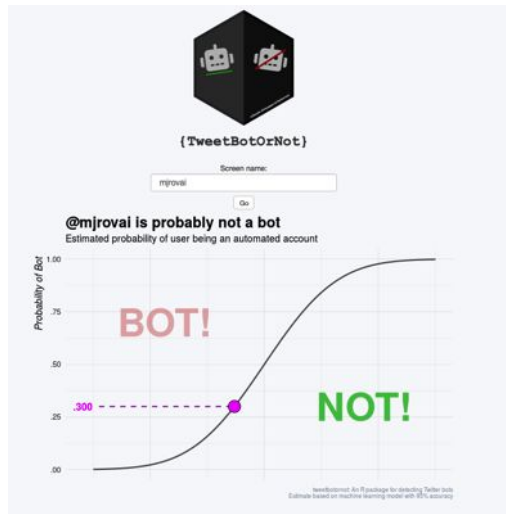 {TweetBotOrNot}
Screen name:
mjrovai
Go
@mjrovai is probably not a bot
Estimated probability of user being an automated account
Probability of Bot
1.00
.75
BOT!
.50
.300
NOT!
.25
.00
tweetbotornot: An R package for detecting Twitter bots
Estimate based on machine learning model with 93% accuracy